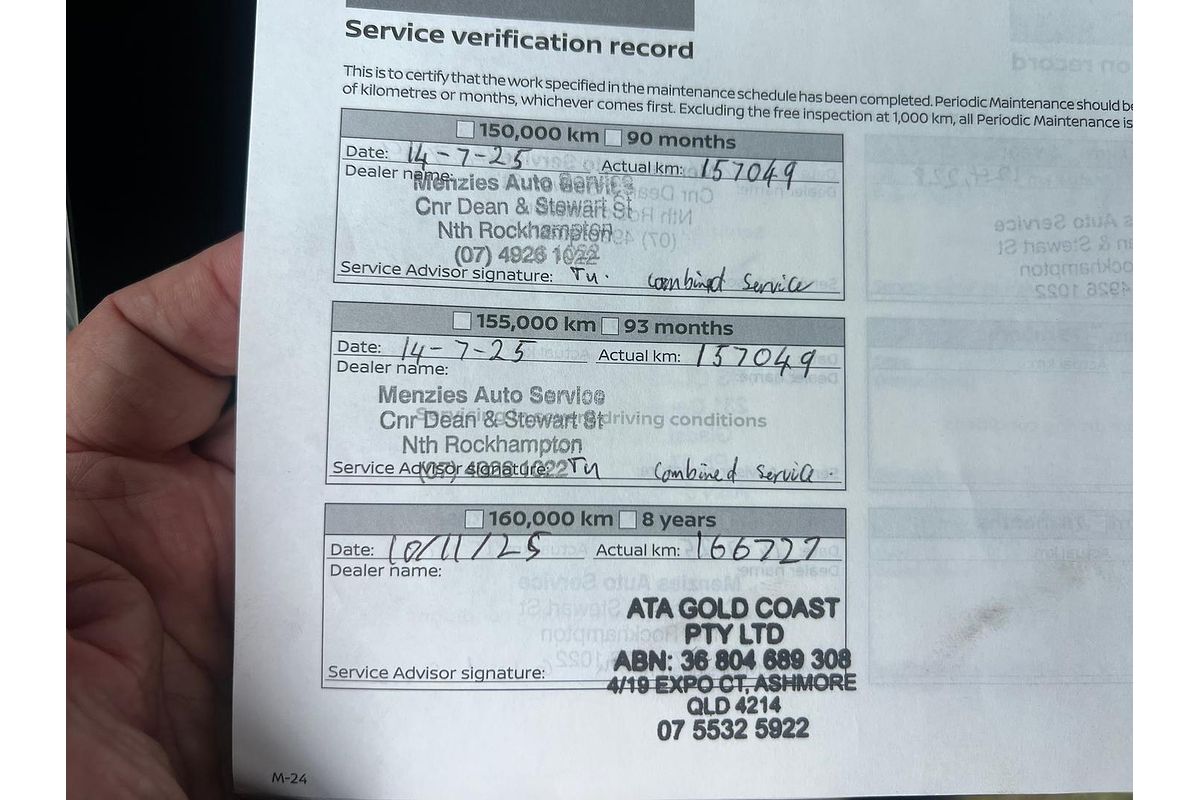 Service verification record
This is to certify that the work specified in the maintenance schedule has been completed. Periodic Maintenance should be
of kilometres or months, whichever comes first. Excluding the free inspection at 1,000 km, all Periodic Maintenance is
150,000 km 90 months
Date: 14-7-25 Actual km: 157049
Dealer name:
Menzies Auto Service
Cnr Dean & Stewart St
Nth Rockhampton
(07) 4926 1022
Service Advisor signature: Tu. combined service
155,000 km 93 months
Date: 14-7-25 Actual km: 157049
Dealer name:
Menzies Auto Service
Cnr Dean & Stewart St driving conditions
Nth Rockhampton
Service Advisor signature: (07) 4926 1022 Tu combined service.
160,000 km 8 years
Date: 10/11/25 Actual km: 166727
Dealer name:
ATA GOLD COAST
PTY LTD
ABN: 36 804 689 308
Service Advisor signature: 4/19 EXPO CT, ASHMORE
QLD 4214
07 5532 5922
M-24